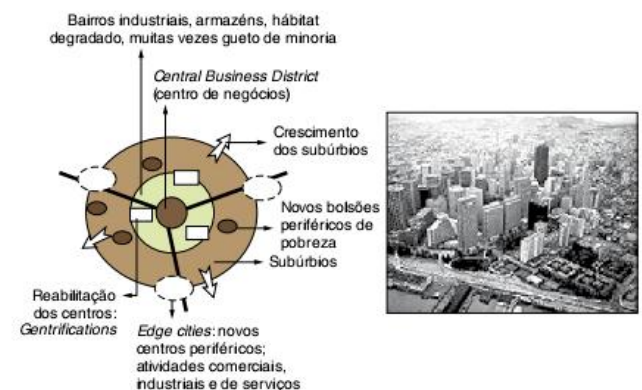 Bairros industriais, armazéns, hábitat
degradado, muitas vezes gueto de minoria
Central Business District
(centro de negócios)
Crescimento
dos subúrbios
Novos bolsões
periféricos de
pobreza
Subúrbios
Reabilitação
dos centros:
Gentrifications
Edge cities: novos
centros periféricos;
atividades comerciais,
industriais e de serviços